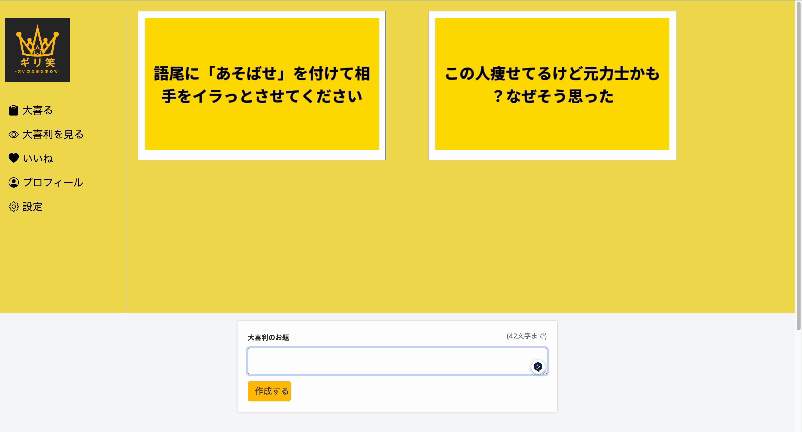 ギリ笑
大喜る
大喜利を見る
いいね
プロフィール
設定
語尾に「あそばせ」を付けて相
手をイラっとさせてください
この人痩せてるけど元力士かも
？なぜそう思った
大喜利のお題
(42文字まで)
作成する